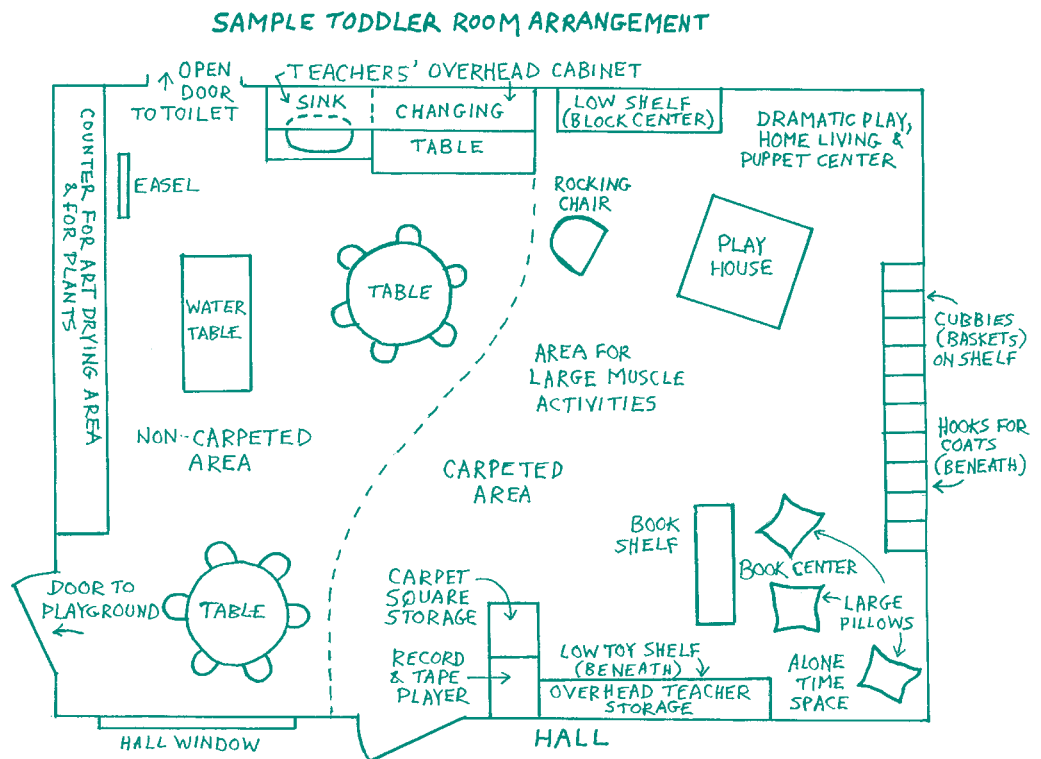 SAMPLE TODDLER ROOM ARRANGEMENT
OPEN
DOOR
TO TOILET
TEACHERS' OVERHEAD CABINET
SINK
CHANGING
TABLE
LOW SHELF
(BLOCK CENTER)
DRAMATIC PLAY,
HOME LIVING &
PUPPET CENTER
COUNTER FOR ART DRYING AREA
& FOR PLANTS
EASEL
ROCKING
CHAIR
PLAY
HOUSE
WATER
TABLE
TABLE
CUBBIES
(BASKETS)
ON SHELF
AREA FOR
LARGE MUSCLE
ACTIVITIES
NON-CARPETED
AREA
CARPETED
AREA
HOOKS FOR
COATS
(BENEATH)
BOOK
SHELF
BOOK CENTER
DOOR TO
PLAYGROUND
TABLE
CARPET
SQUARE
STORAGE
LARGE
PILLOWS
RECORD
& TAPE
PLAYER
LOW TOY SHELF
(BENEATH)
OVERHEAD TEACHER
STORAGE
ALONE
TIME
SPACE
HALL WINDOW
HALL